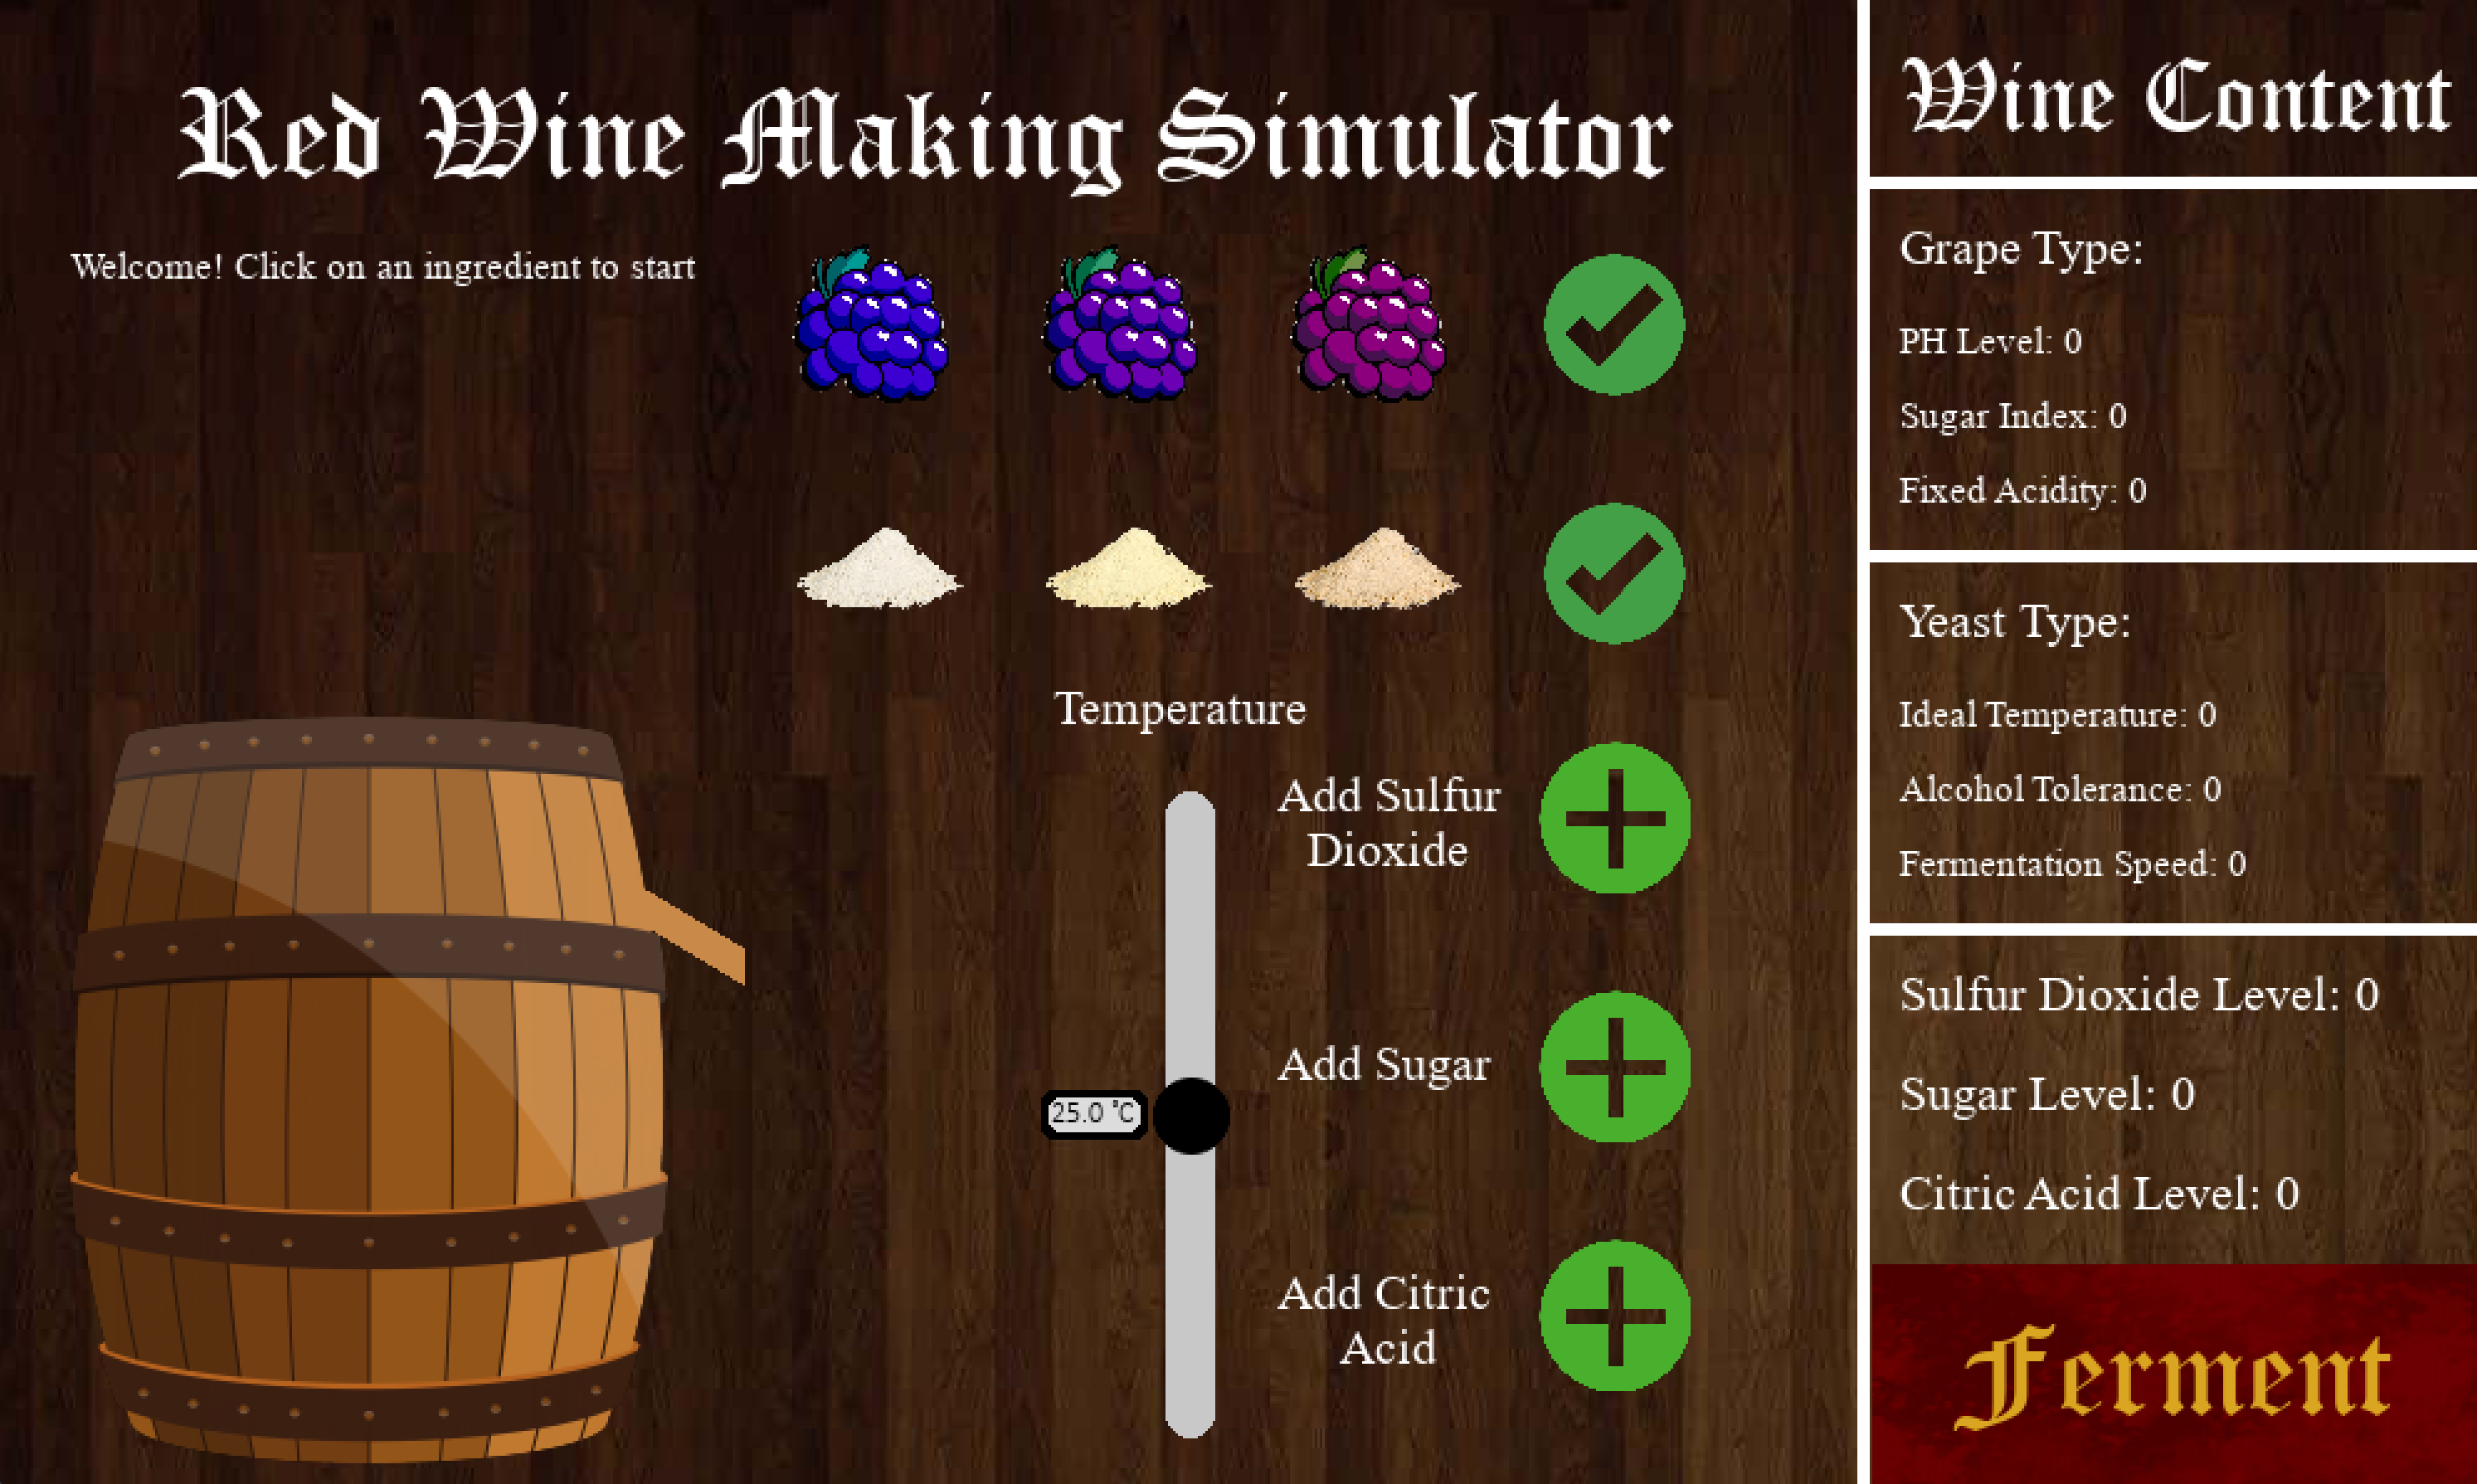 Red Wine Making Simulator
Welcome! Click on an ingredient to start
Temperature
25.0 °C
Add Sulfur
Dioxide
Add Sugar
Add Citric
Acid
Wine Content
Grape Type:
PH Level: 0
Sugar Index: 0
Fixed Acidity: 0
Yeast Type:
Ideal Temperature: 0
Alcohol Tolerance: 0
Fermentation Speed: 0
Sulfur Dioxide Level: 0
Sugar Level: 0
Citric Acid Level: 0
Ferment